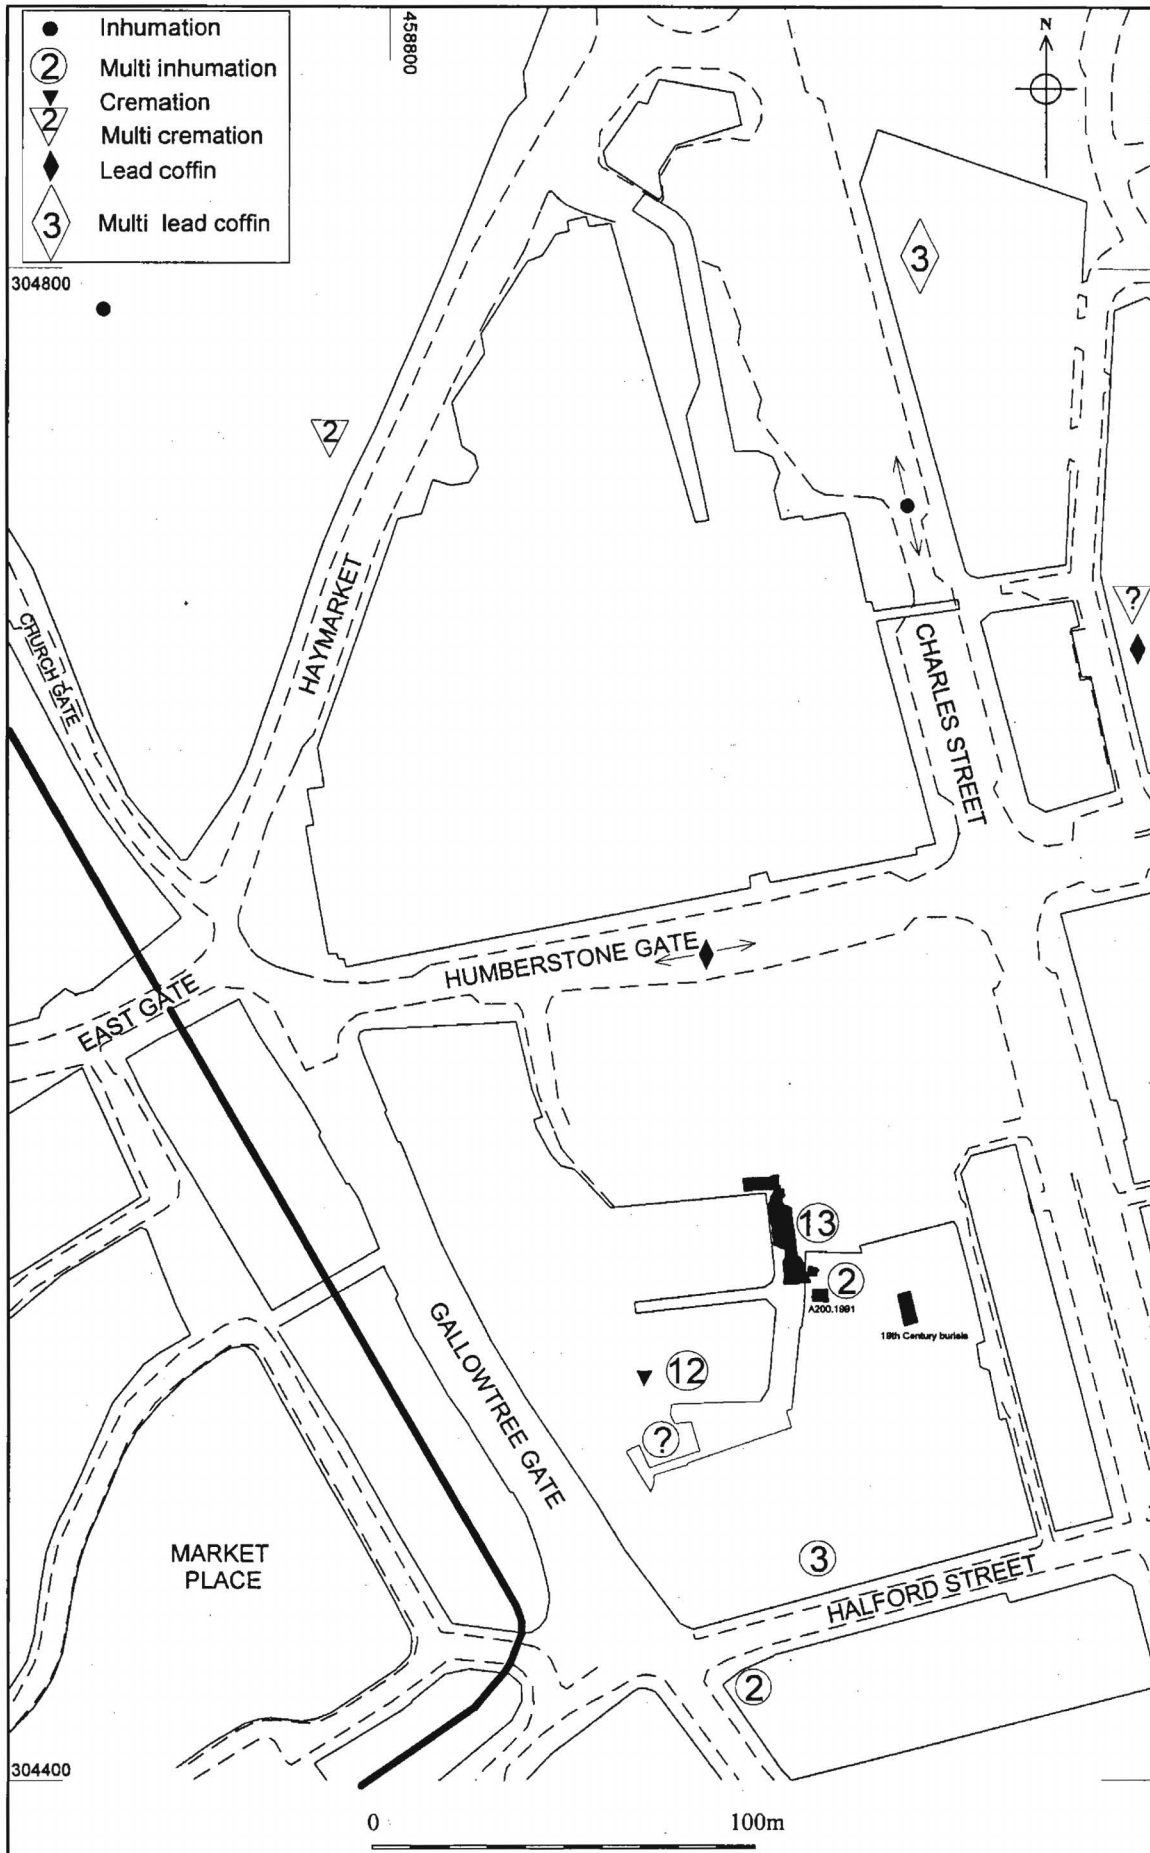 Inhumation
2 Multi inhumation
Cremation
2 Multi cremation
Lead coffin
3 Multi lead coffin
458800
N
304800
3
2
?
CHURCH GATE
HAYMARKET
CHARLES STREET
HUMBERSTONE GATE
EAST GATE
13
2
A200.1991
19th Century burials
GALLOWTREE GATE
12
?
MARKET
PLACE
3
HALFORD STREET
2
304400
0 100m